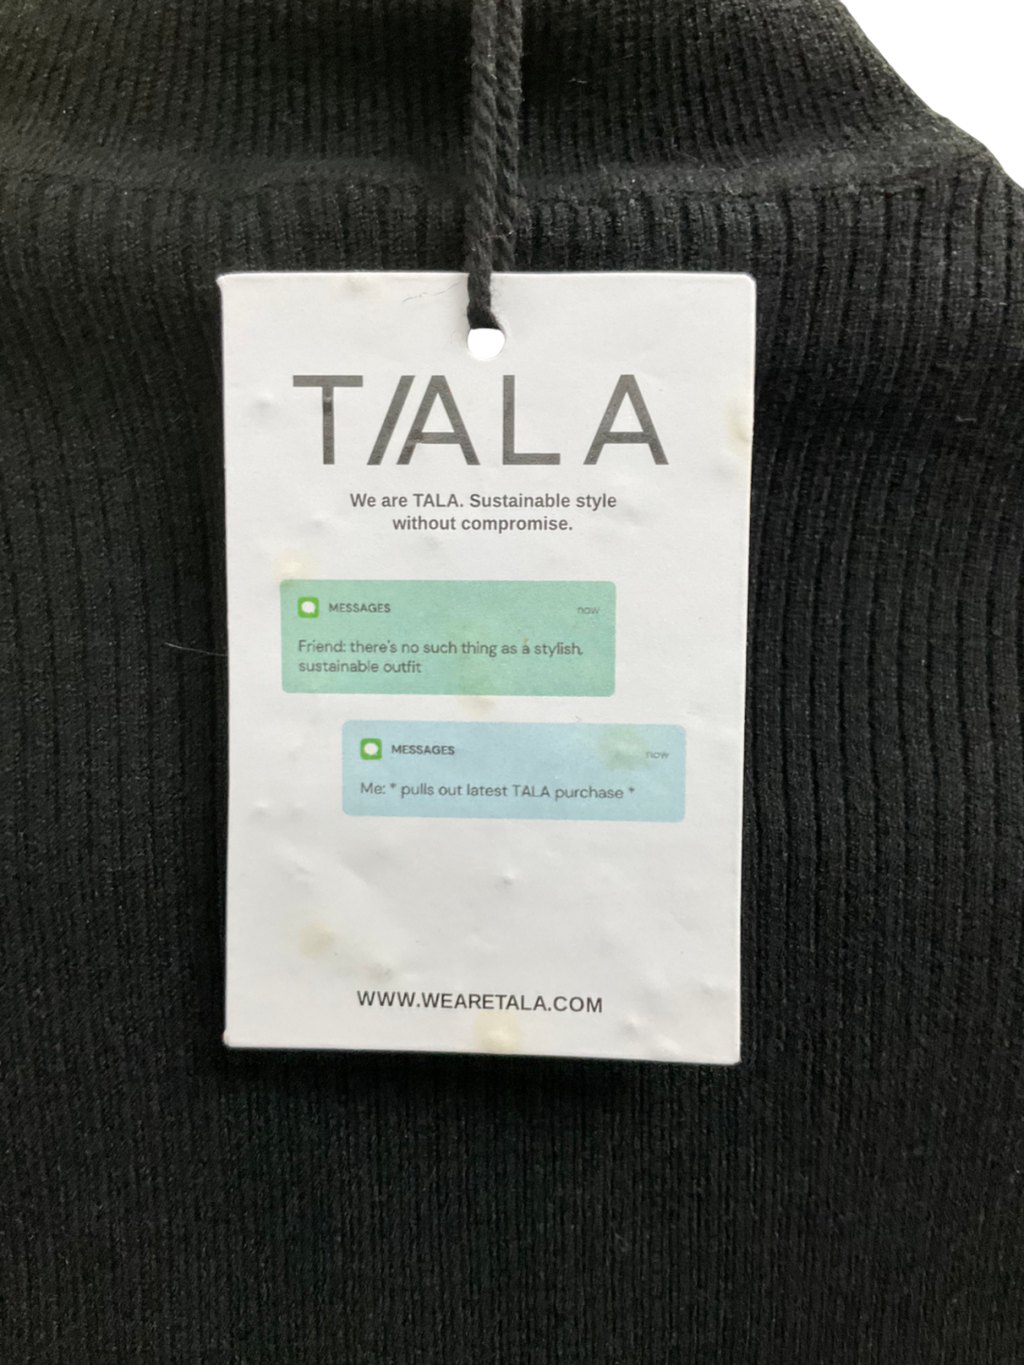 TALA
We are TALA. Sustainable style
without compromise.
MESSAGES now
Friend: there's no such thing as a stylish,
sustainable outfit
MESSAGES now
Me: * pulls out latest TALA purchase *
WWW.WEARETALA.COM